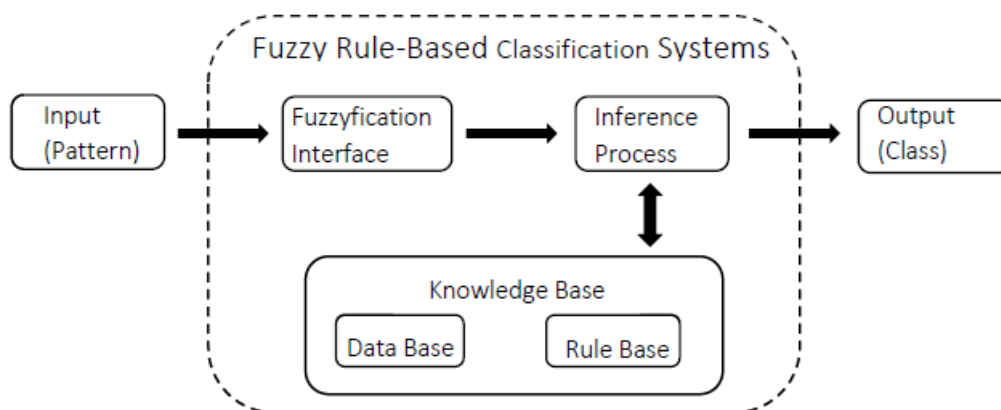 Fuzzy Rule-Based Classification Systems
Input
(Pattern)
Fuzzyfication
Interface
Inference
Process
Output
(Class)
Knowledge Base
Data Base
Rule Base